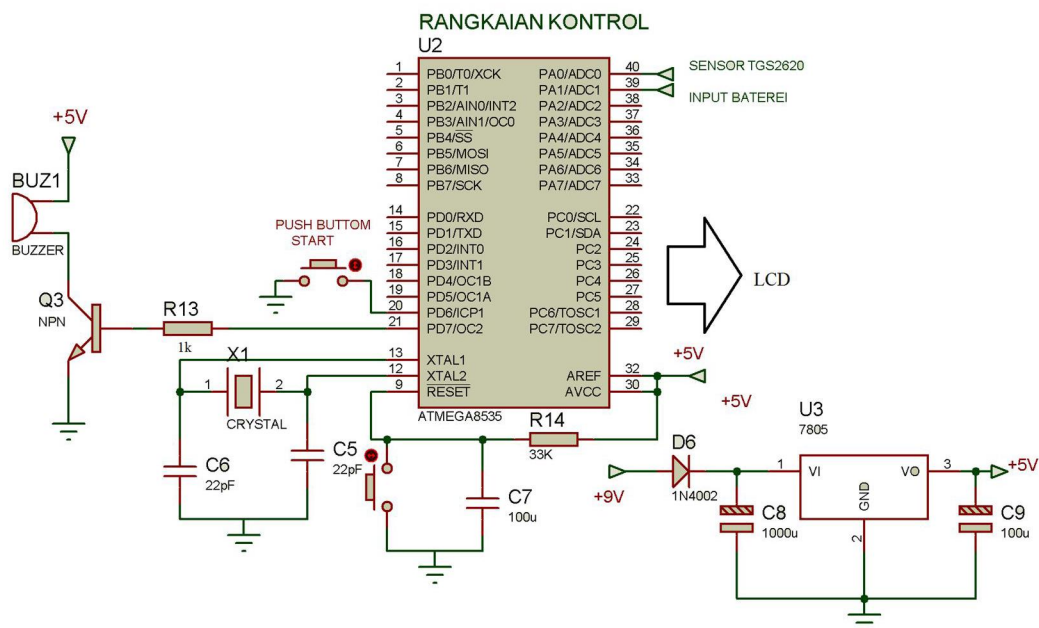 RANGKAIAN KONTROL
U2
1 PB0/T0/XCK PA0/ADC0 40 SENSOR TGS2620
2 PB1/T1 PA1/ADC1 39 INPUT BATEREI
3 PB2/AIN0/INT2 PA2/ADC2 38
4 PB3/AIN1/OC0 PA3/ADC3 37
5 PB4/SS PA4/ADC4 36
6 PB5/MOSI PA5/ADC5 35
7 PB6/MISO PA6/ADC6 34
8 PB7/SCK PA7/ADC7 33
14 PD0/RXD PC0/SCL 22
15 PD1/TXD PC1/SDA 23
16 PD2/INT0 PC2 24
17 PD3/INT1 PC3 25
18 PD4/OC1B PC4 26
19 PD5/OC1A PC5 27
20 PD6/ICP1 PC6/TOSC1 28
21 PD7/OC2 PC7/TOSC2 29
13 XTAL1
12 XTAL2 AREF 32
9 RESET AVCC 30
ATMEGA8535
+5V
BUZ1
BUZZER
PUSH BUTTOM
START
LCD
Q3
NPN
R13
1k
X1
1 2
CRYSTAL
C6
22pF
C5
22pF
R14
33K
C7
100u
+5V
+5V
U3
7805
D6
1N4002
+9V
1 VI VO 3
GND
2
+5V
C8
1000u
C9
100u